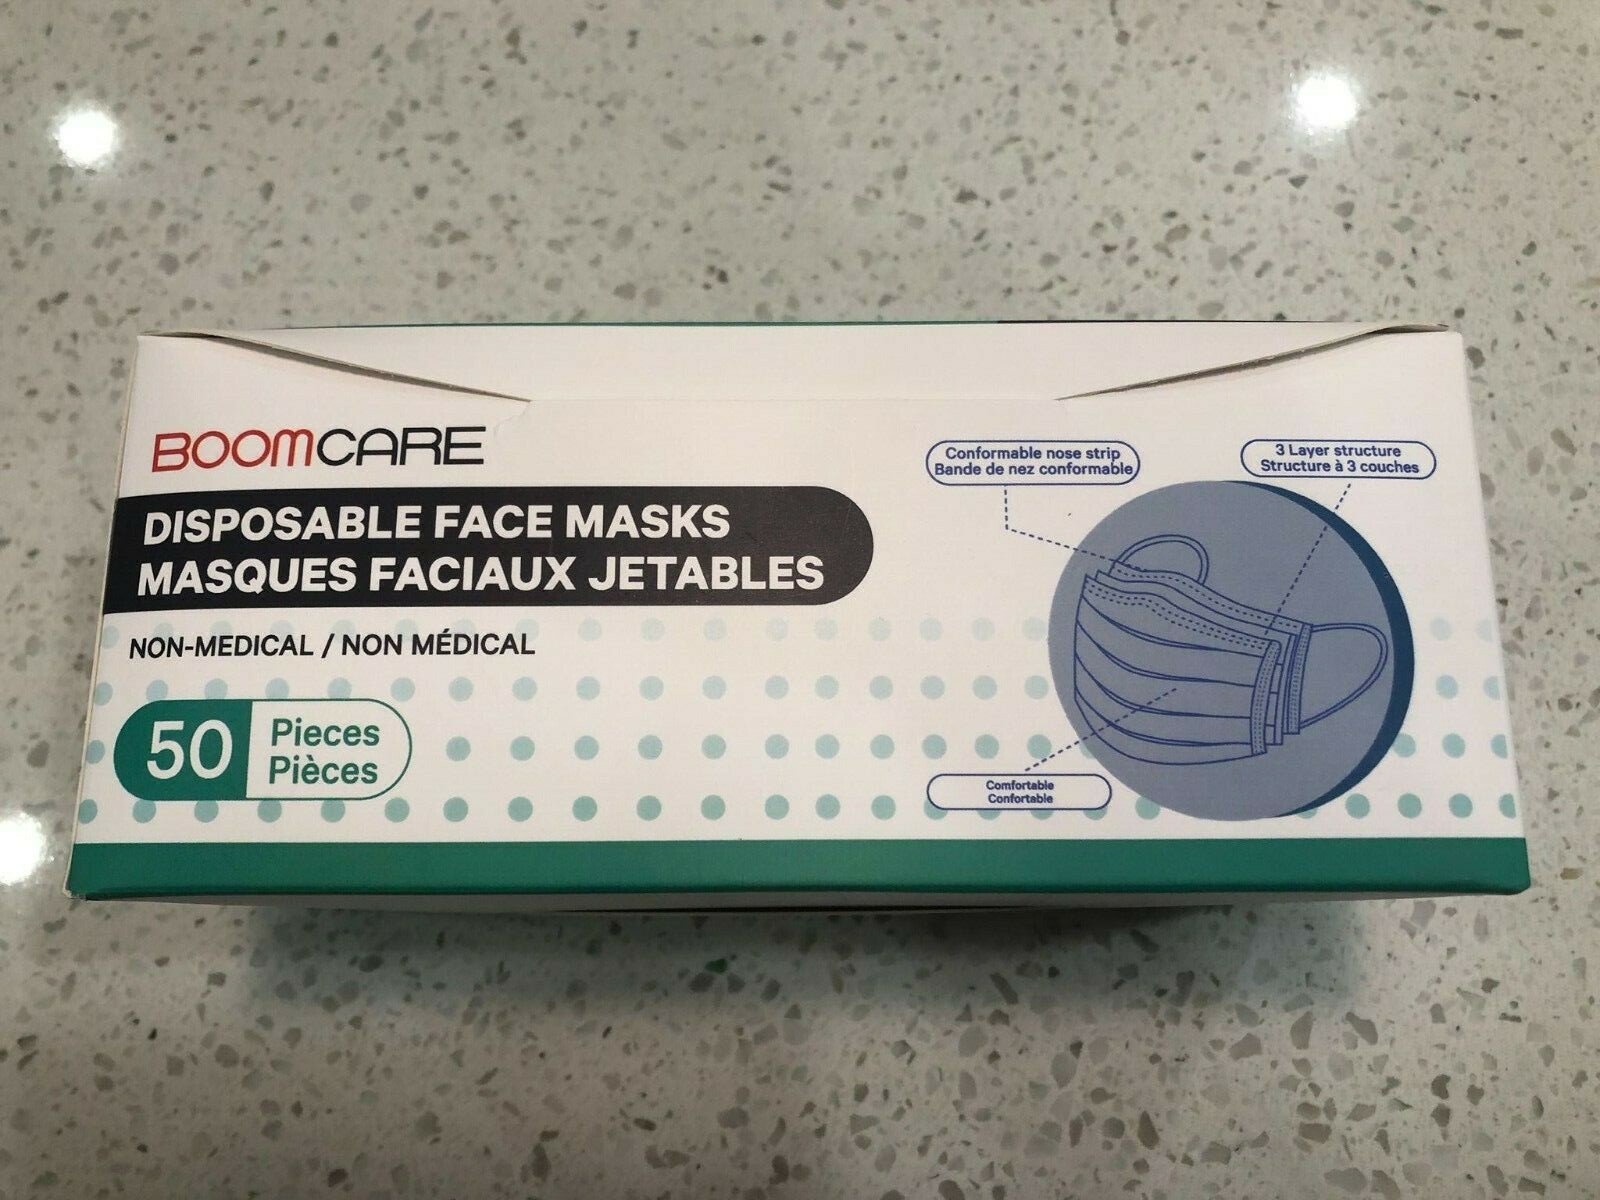 BOOMCARE
DISPOSABLE FACE MASKS
MASQUES FACIAUX JETABLES
NON-MEDICAL / NON MÉDICAL
50 Pieces
Pièces
Conformable nose strip
Bande de nez conformable
3 Layer structure
Structure à 3 couches
Comfortable
Confortable